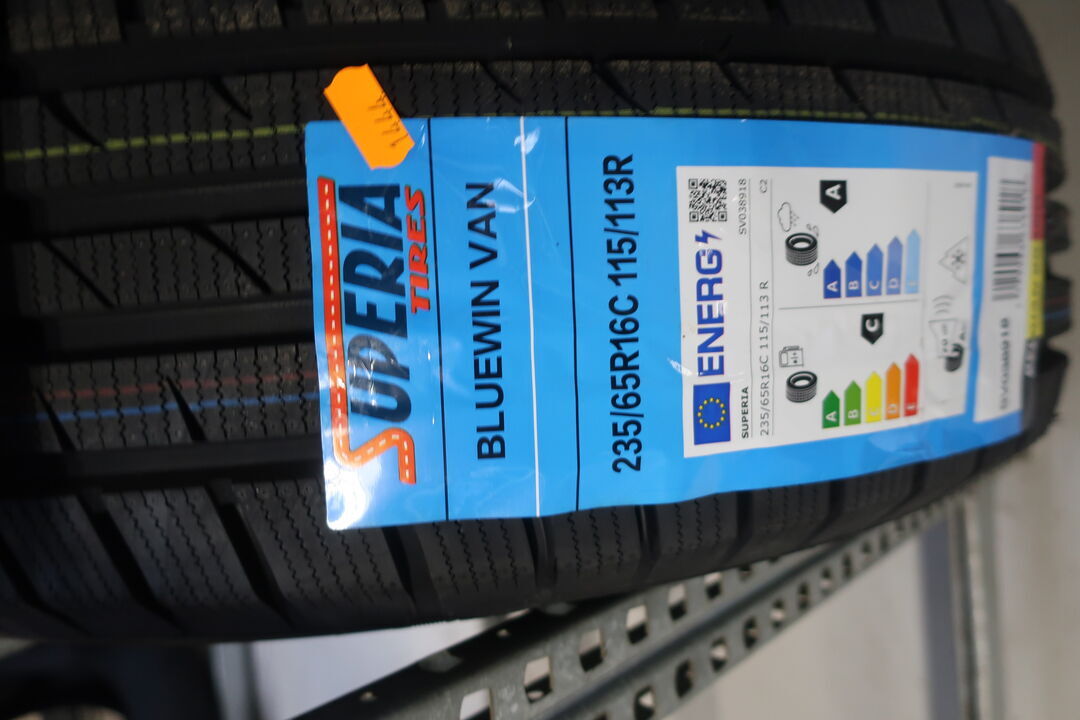 SUPERIA
TIRES
BLUEWIN VAN
235/65R16C 115/113R
ENERG
SUPERIA
SV038918
235/65R16C 115/113 R
C2
A
B
C
D
A
A
B
D
C